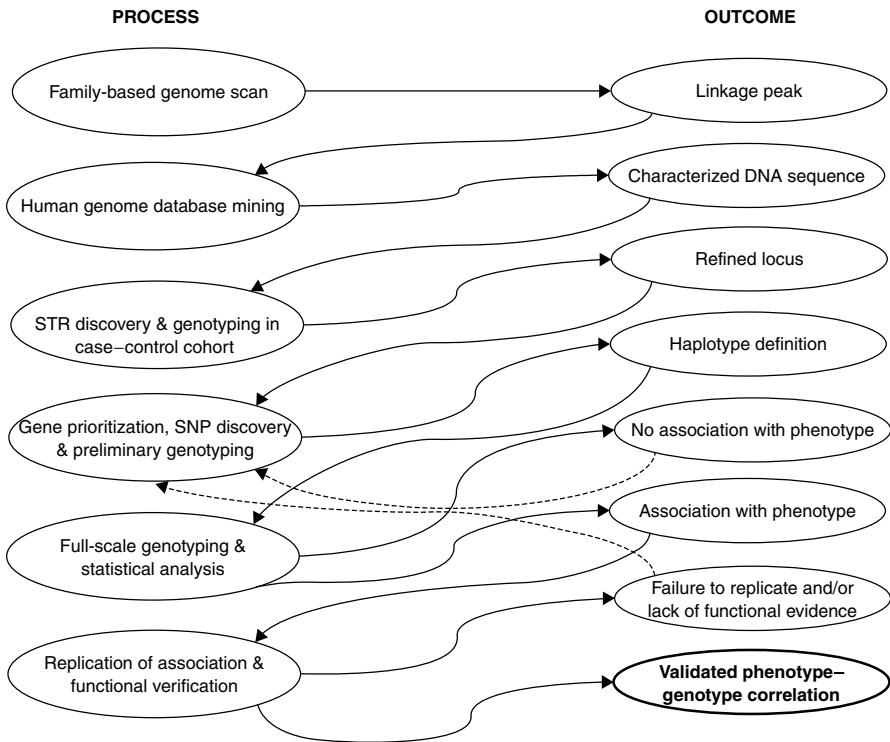 PROCESS
OUTCOME
Family-based genome scan
Linkage peak
Human genome database mining
Characterized DNA sequence
STR discovery & genotyping in
case–control cohort
Refined locus
Gene prioritization, SNP discovery
& preliminary genotyping
Haplotype definition
No association with phenotype
Full-scale genotyping &
statistical analysis
Association with phenotype
Replication of association &
functional verification
Failure to replicate and/or
lack of functional evidence
Validated phenotype–
genotype correlation